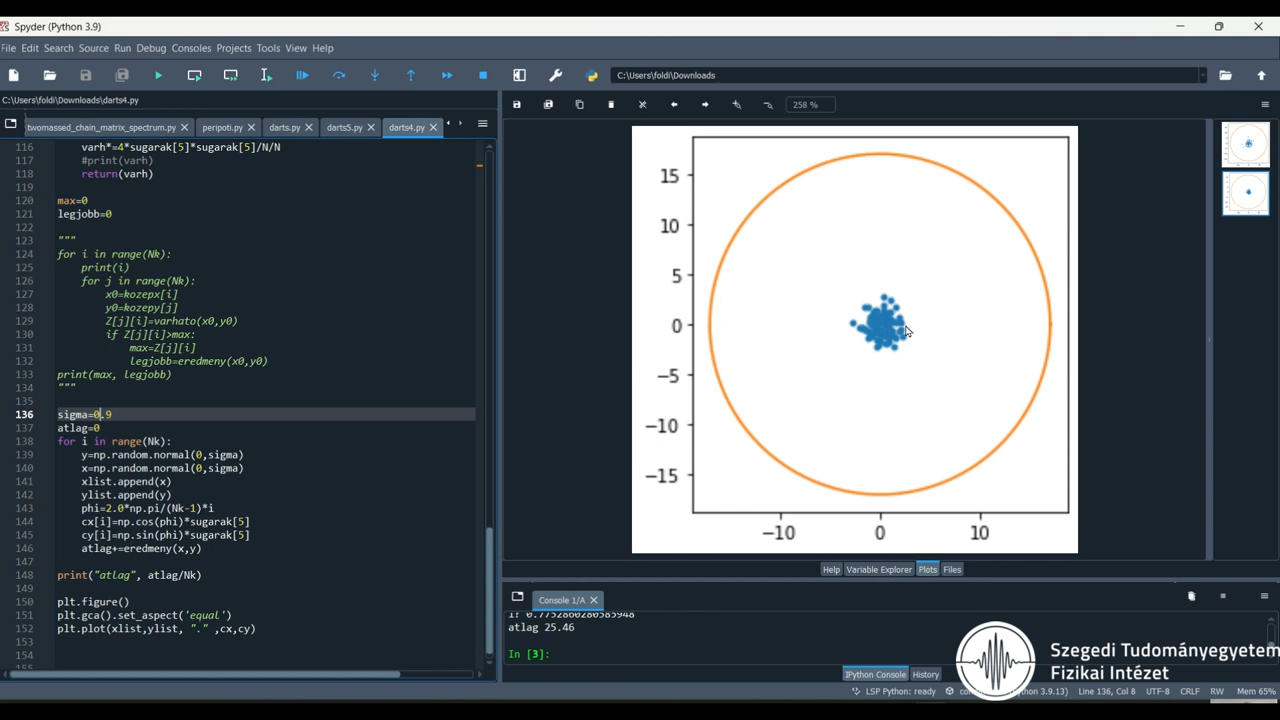 Spyder (Python 3.9)
File Edit Search Source Run Debug Consoles Projects Tools View Help
C:\Users\foldi\Downloads
C:\Users\foldi\Downloads\darts4.py
258 %
twomassed_chain_matrix_spectrum.py peripoti.py darts.py darts5.py darts4.py
116 varh*=4*sugarak[5]*sugarak[5]/N/N
117 #print(varh)
118 return(varh)
119
120 max=0
121 legjobb=0
122
123 """
124 for i in range(Nk):
125 print(i)
126 for j in range(Nk):
127 x0=kozepx[i]
128 y0=kozepy[j]
129 Z[j][i]=varhato(x0,y0)
130 if Z[j][i]>max:
131 max=Z[j][i]
132 legjobb=eredmeny(x0,y0)
133 print(max, legjobb)
134 """
135
136 sigma=0.9
137 atlag=0
138 for i in range(Nk):
139 y=np.random.normal(0,sigma)
140 x=np.random.normal(0,sigma)
141 xlist.append(x)
142 ylist.append(y)
143 phi=2.0*np.pi/(Nk-1)*i
144 cx[i]=np.cos(phi)*sugarak[5]
145 cy[i]=np.sin(phi)*sugarak[5]
146 atlag+=eredmeny(x,y)
147
148 print("atlag", atlag/Nk)
149
150 plt.figure()
151 plt.gca().set_aspect('equal')
152 plt.plot(xlist,ylist, "." ,cx,cy)
153
154
155
15
10
5
0
−5
−10
−15
−10 0 10
Help Variable Explorer Plots Files
Console 1/A
atlag 25.46
In [3]:
IPython Console History
Szegedi Tudományegyetem
Fizikai Intézet
LSP Python: ready Line 136, Col 8 UTF-8 CRLF RW Mem 65%